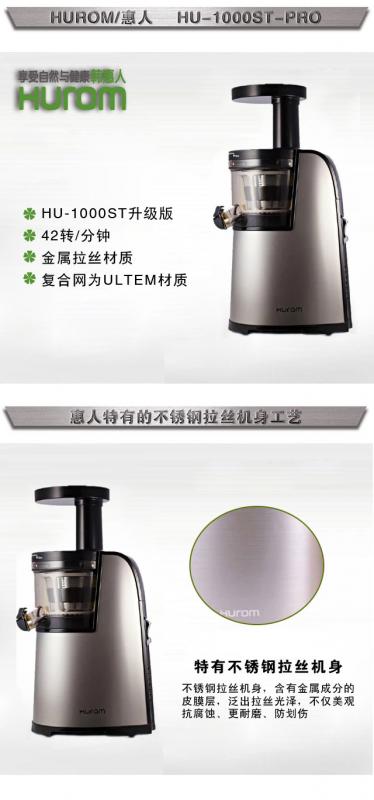 HUROM/惠人 HU-1000ST-PRO
享受自然与健康韩惠人
HUROM
HU-1000ST升级版
42转/分钟
金属拉丝材质
复合网为ULTEM材质
HUROM
惠人特有的不锈钢拉丝机身工艺
HUROM
特有不锈钢拉丝机身
不锈钢拉丝机身，含有金属成分的
皮膜层，泛出拉丝光泽，不仅美观
抗腐蚀、更耐磨、防划伤
HUROM